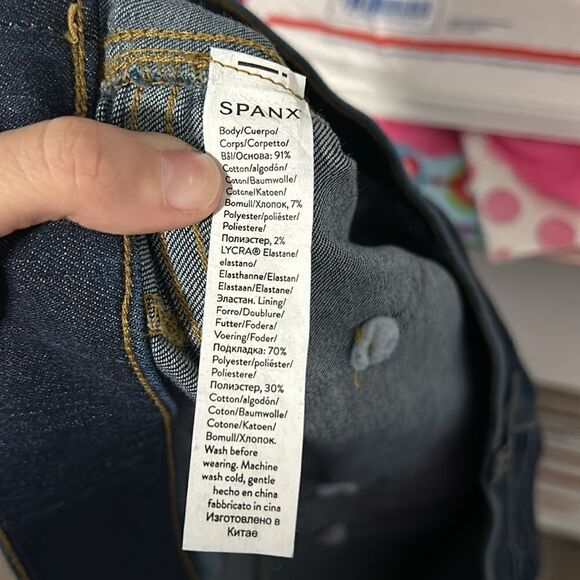 SPANX
Body/Cuerpo/
Corps/Corpetto/
Bål/Основа: 91%
Cotton/algodón/
Coton/Baumwolle/
Cotone/Katoen/
Bomull/Хлопок, 7%
Polyester/poliéster/
Poliestere/
Полиэстер, 2%
LYCRA® Elastane/
elastano/
Elasthanne/Elastan/
Elastaan/Elastane/
Эластан. Lining/
Forro/Doublure/
Futter/Fodera/
Voering/Foder/
Подкладка: 70%
Polyester/poliéster/
Poliestere/
Полиэстер, 30%
Cotton/algodón/
Coton/Baumwolle/
Cotone/Katoen/
Bomull/Хлопок.
Wash before
wearing. Machine
wash cold, gentle
hecho en china
fabbricato in cina
Изготовлено в
Китае